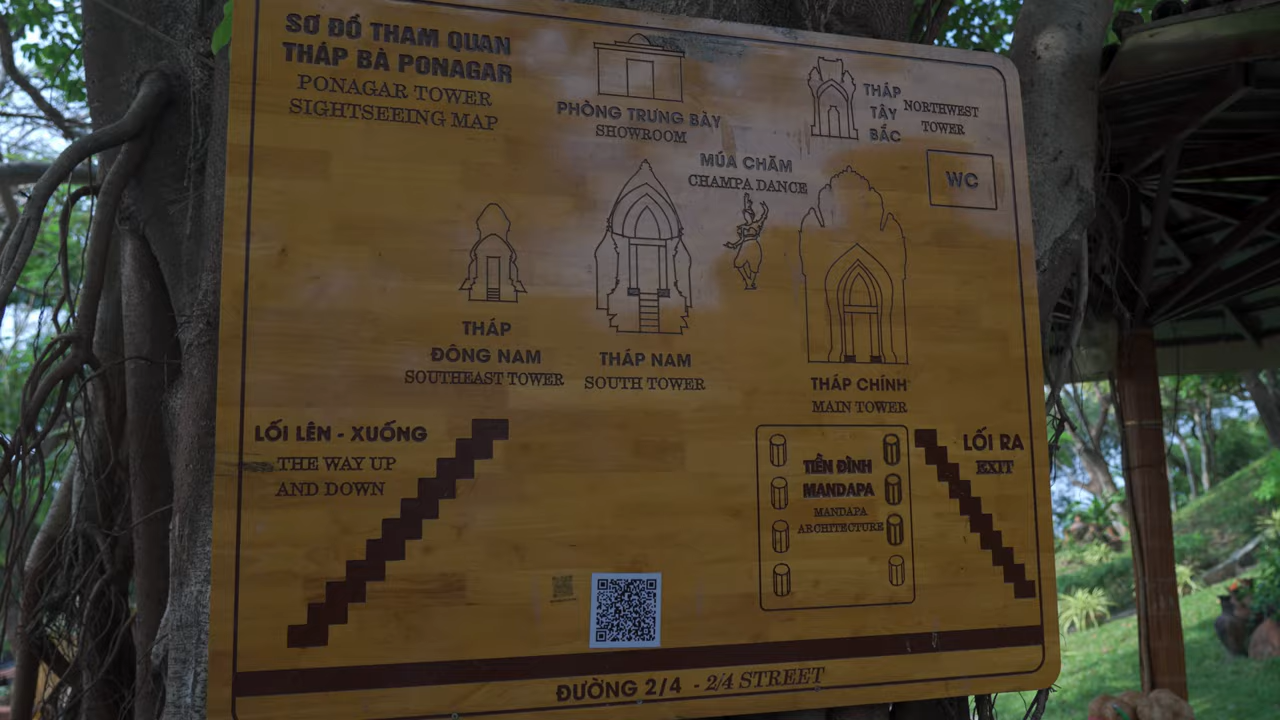 SƠ ĐỒ THAM QUAN
THÁP BÀ PONAGAR
PONAGAR TOWER
SIGHTSEEING MAP
PHÒNG TRƯNG BÀY
SHOWROOM
THÁP
TÂY
BẮC
NORTHWEST
TOWER
MÚA CHĂM
CHAMPA DANCE
WC
THÁP
ĐÔNG NAM
SOUTHEAST TOWER
THÁP NAM
SOUTH TOWER
THÁP CHÍNH
MAIN TOWER
LỐI LÊN - XUỐNG
THE WAY UP
AND DOWN
TIỀN ĐÌNH
MANDAPA
MANDAPA
ARCHITECTURE
LỐI RA
EXIT
ĐƯỜNG 2/4 - 2/4 STREET